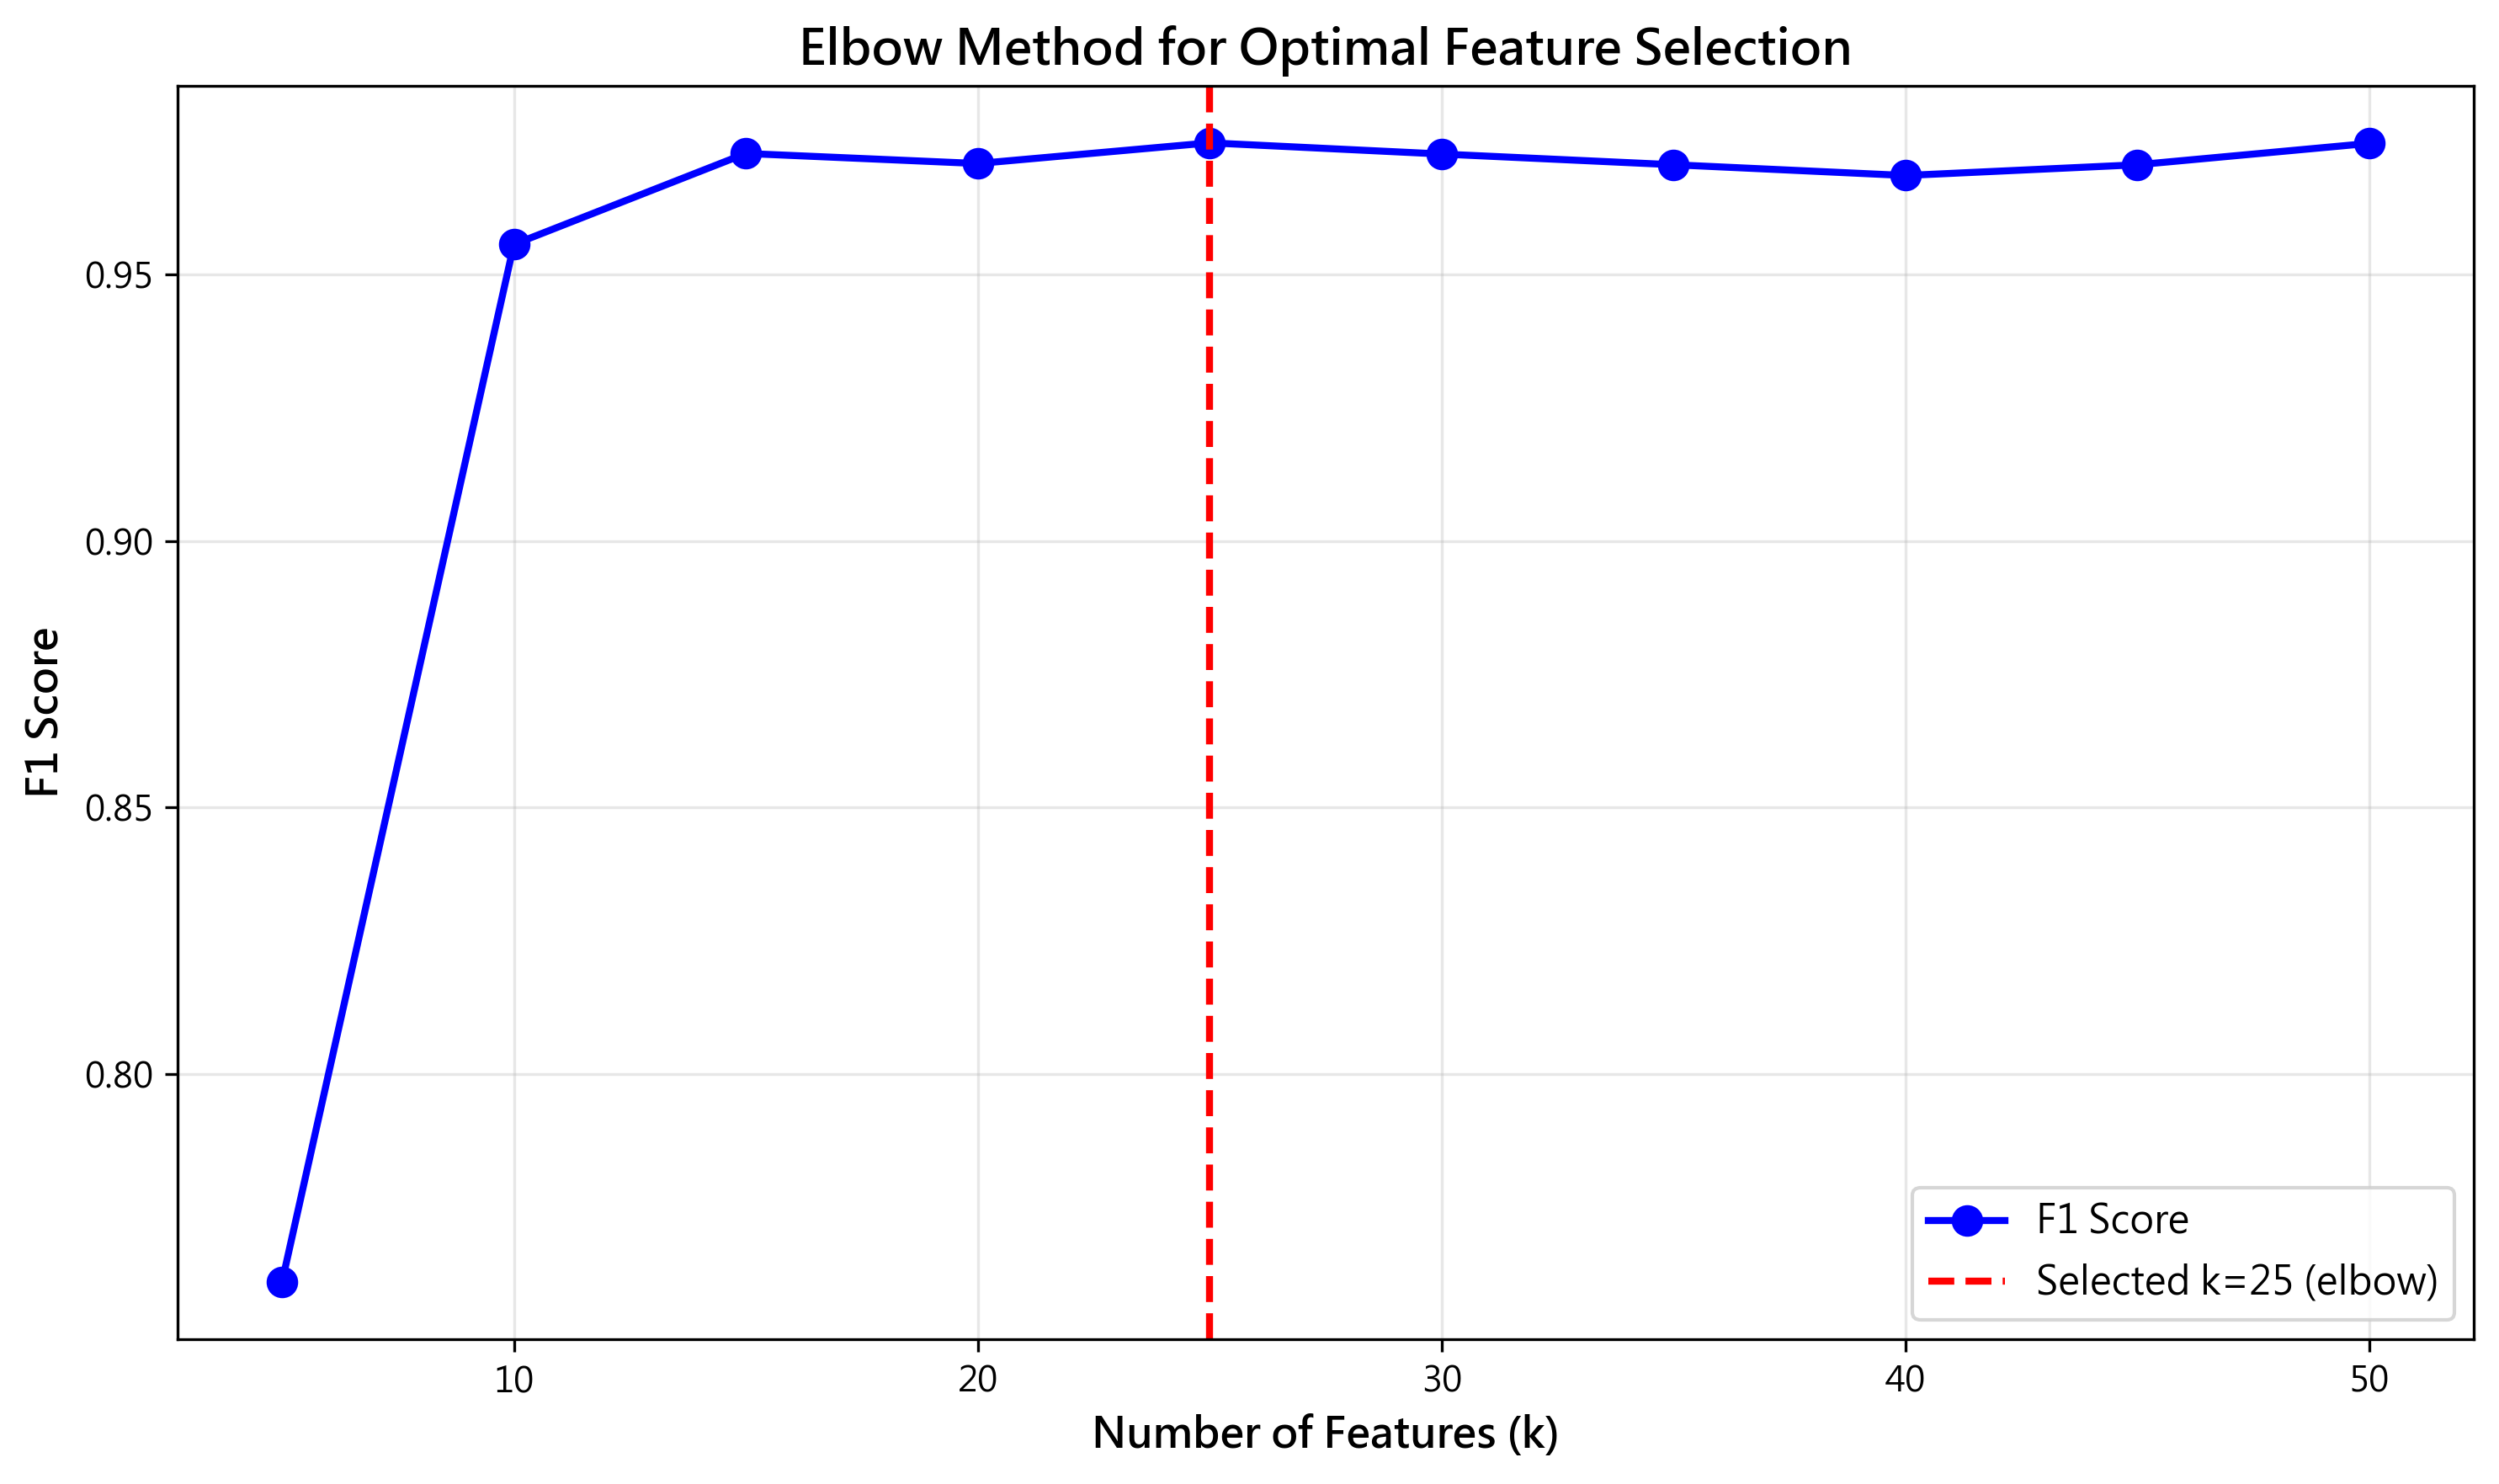 Elbow Method for Optimal Feature Selection
F1 Score
0.95
0.90
0.85
0.80
10
20
30
40
50
Number of Features (k)
F1 Score
Selected k=25 (elbow)